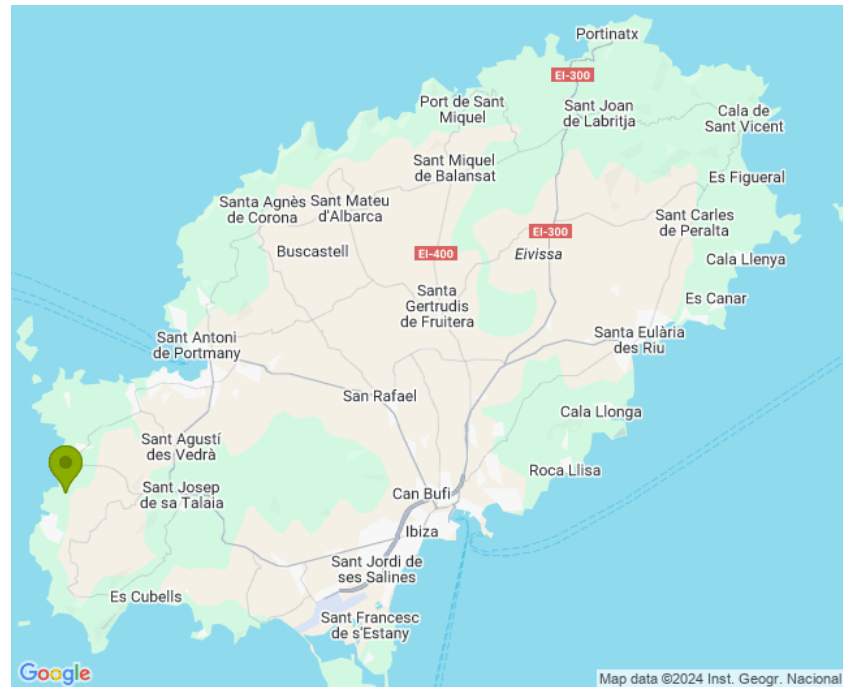 Portinatx
EI-300
Port de Sant
Miquel
Sant Joan
de Labritja
Cala de
Sant Vicent
Sant Miquel
de Balansat
Es Figueral
Santa Agnès
de Corona
Sant Mateu
d'Albarca
Sant Carles
de Peralta
EI-300
Buscastell
EI-400
Eivissa
Cala Llenya
Santa
Gertrudis
de Fruitera
Es Canar
Sant Antoni
de Portmany
Santa Eulària
des Riu
San Rafael
Cala Llonga
Sant Agustí
des Vedrà
Roca Llisa
Sant Josep
de sa Talaia
Can Bufi
Ibiza
Sant Jordi de
ses Salines
Es Cubells
Sant Francesc
de s'Estany
Google
Map data ©2024 Inst. Geogr. Nacional